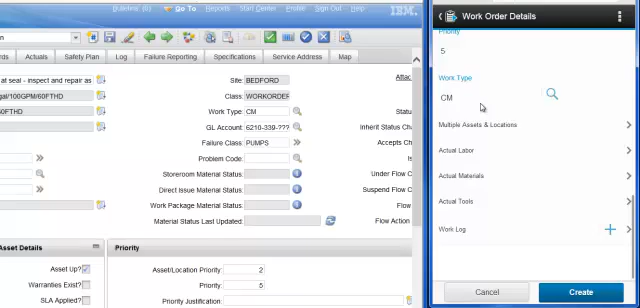 Bulletins: (6) Go To Reports Start Center Profile Sign Out Help IBM.
Actuals Safety Plan Log Failure Reporting Specifications Service Address Map
at seal - inspect and repair as
gal/100GPM/60FTHD
60FTHD
Site: BEDFORD
Class: WORKORDER
Work Type: CM
GL Account: 6210-339-???
Failure Class: PUMPS
Problem Code:
Storeroom Material Status:
Direct Issue Material Status:
Work Package Material Status:
Material Status Last Updated:
Attac
Status
Inherit Status Cha
Accepts Ch
Is
Under Flow C
Suspend Flow C
Flow Action
Asset Details
Asset Up?
Warranties Exist?
SLA Applied?
Priority
Asset/Location Priority: 2
Priority: 5
Priority Justification:
Work Order Details
Priority
5
Work Type
CM
Multiple Assets & Locations
Actual Labor
Actual Materials
Actual Tools
Work Log
Cancel
Create